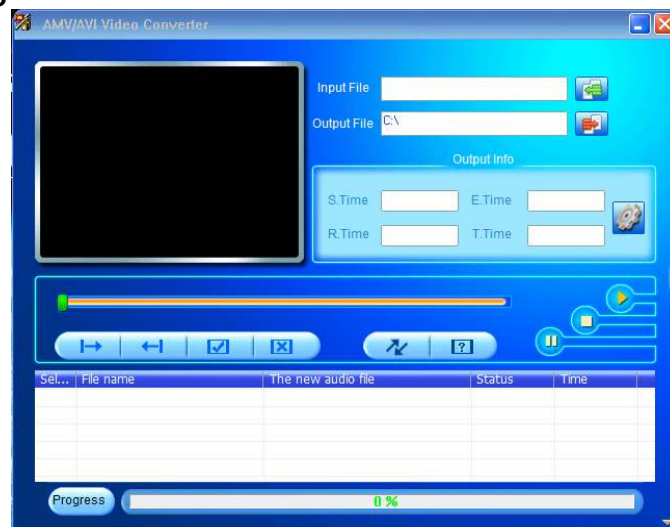 AMV/AVI Video Converter
Input File
Output File C:\
Output Info
S.Time E.Time
R.Time T.Time
Sel... File name The new audio file Status Time
Progress 0 %